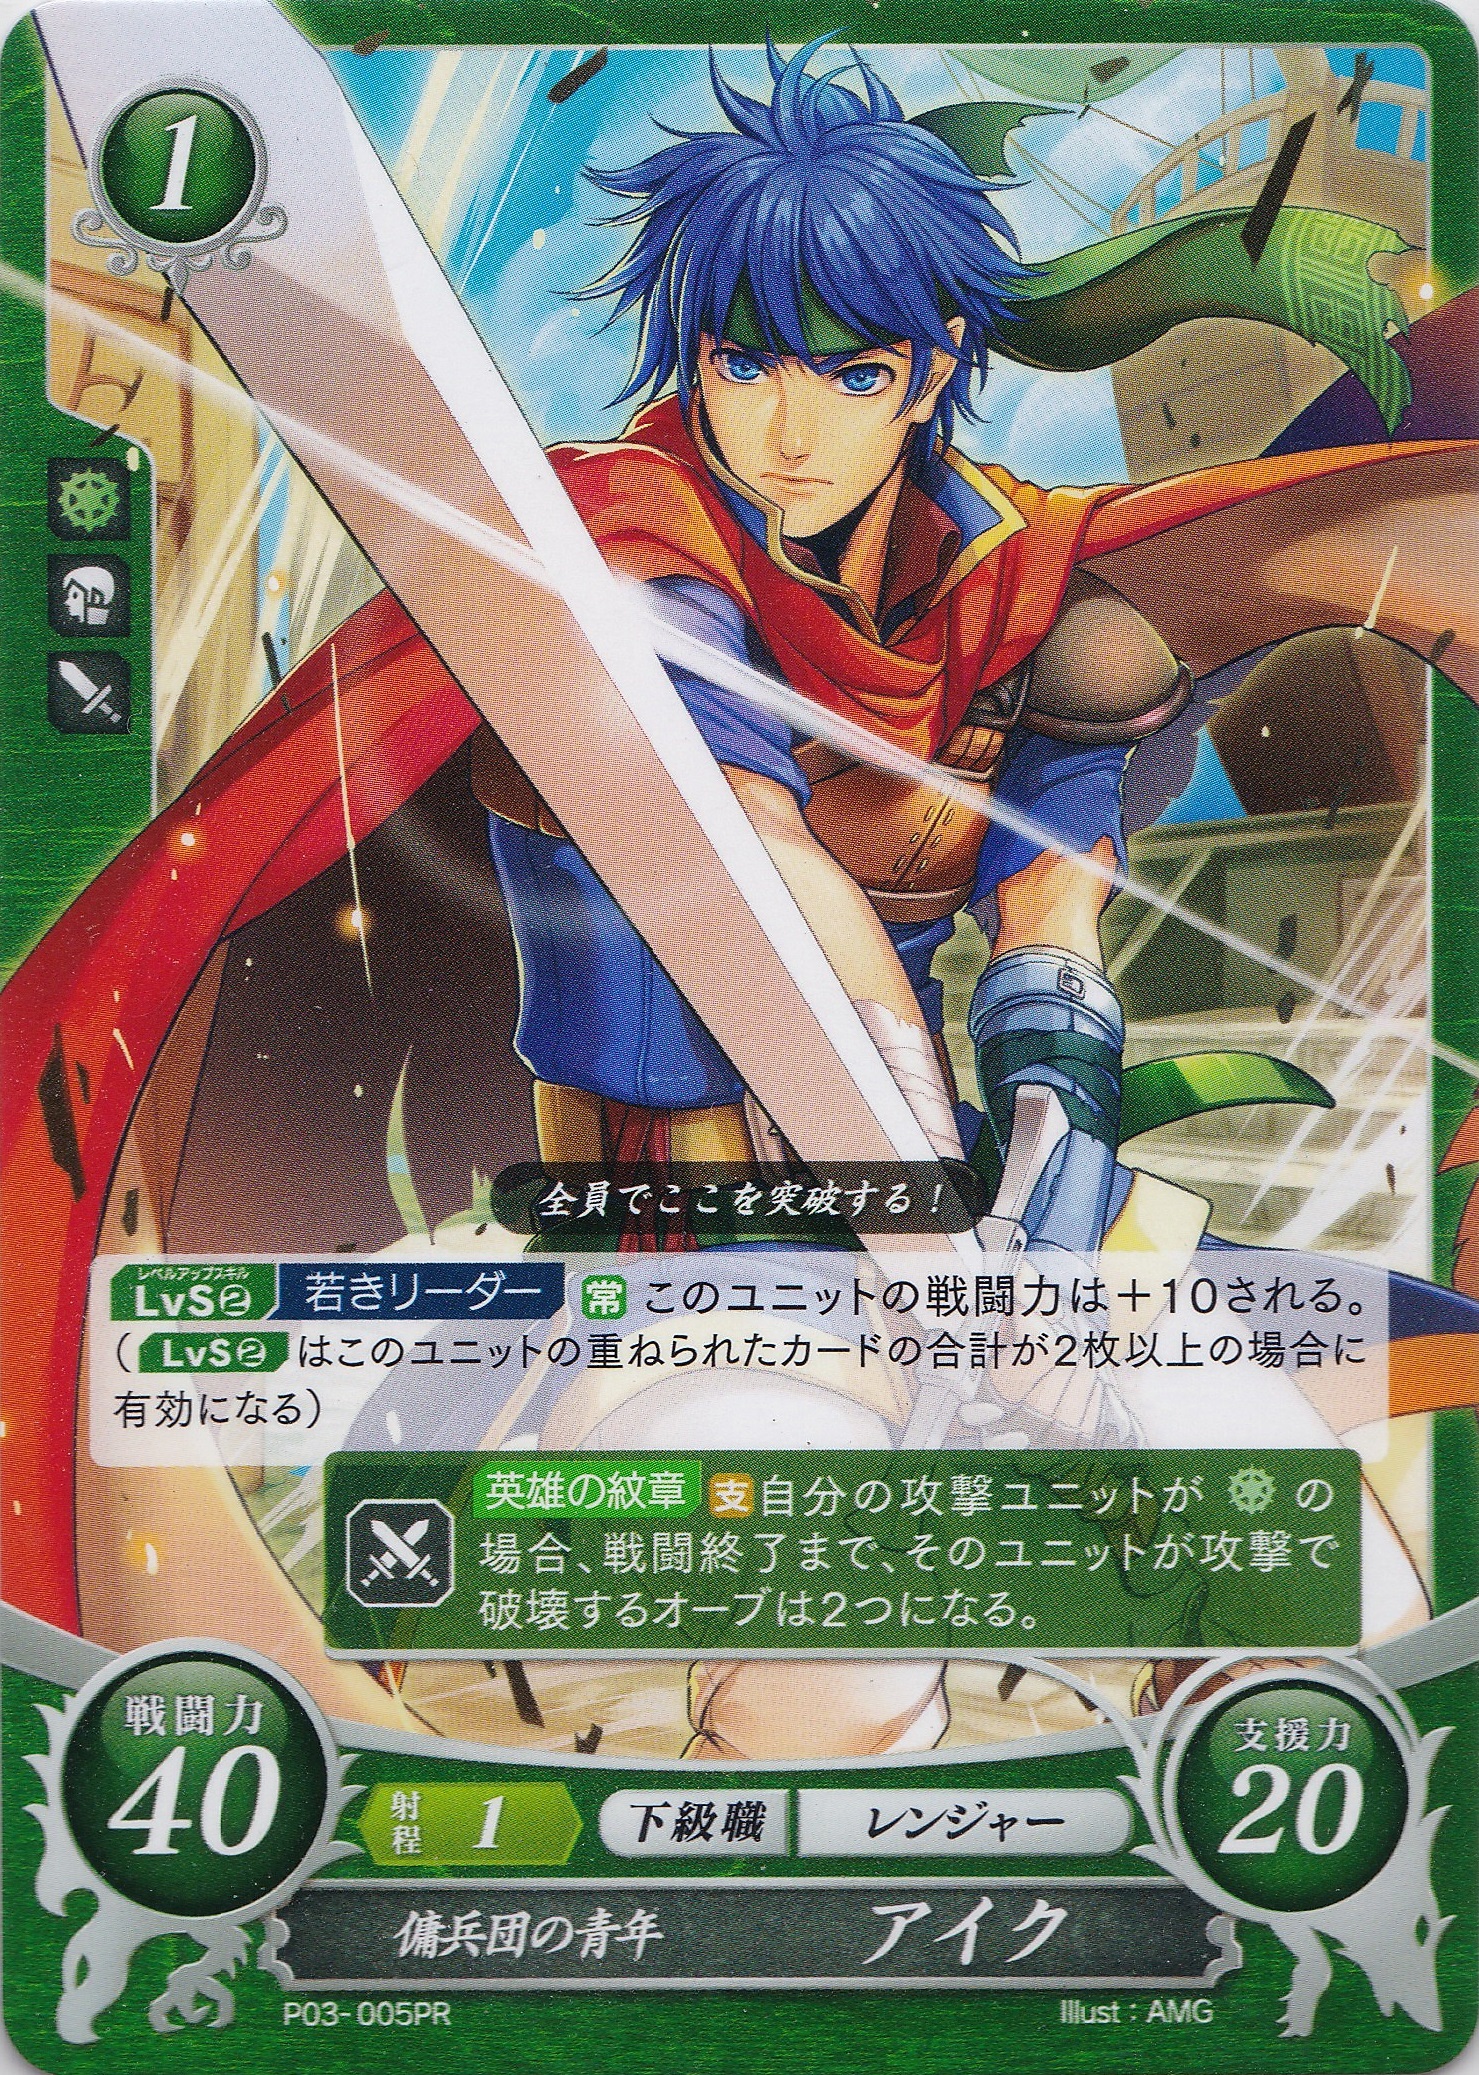 1
全員でここを突破する！
レベルアップスキル
LvS② 若きリーダー 常 このユニットの戦闘力は＋10される。
（LvS②はこのユニットの重ねられたカードの合計が2枚以上の場合に
有効になる）
英雄の紋章 支 自分の攻撃ユニットが の
場合、戦闘終了まで、そのユニットが攻撃で
破壊するオーブは2つになる。
戦闘力
40
射程 1
下級職 レンジャー
支援力
20
傭兵団の青年 アイク
P03-005PR Illust：AMG